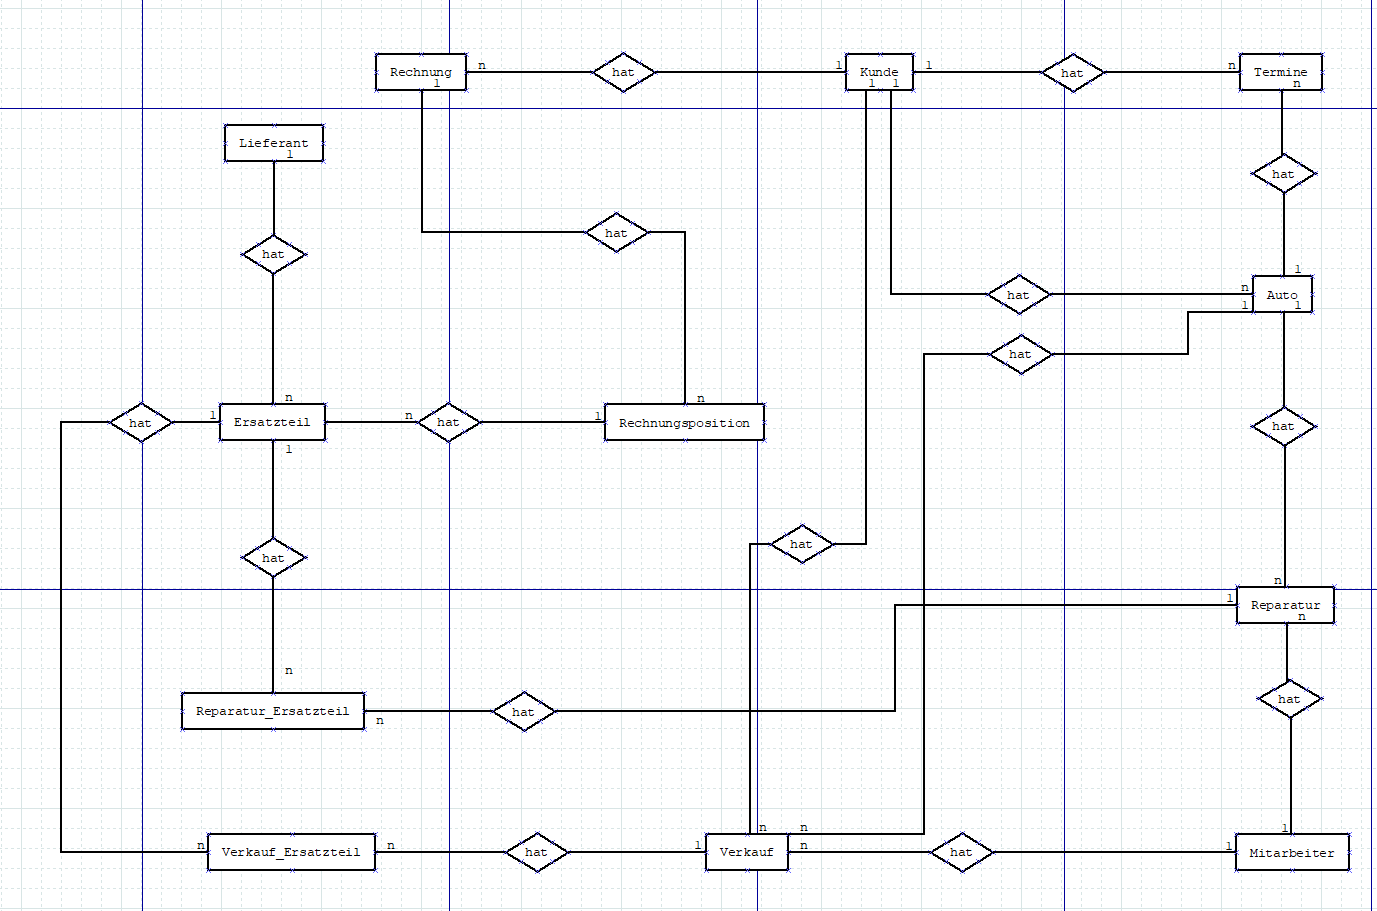 Rechnung n hat 1 Kunde 1 hat n Termine
1 1 1 n
Lieferant
1
hat
hat
hat
1
n hat n Auto
1 1
hat
n n
hat 1 Ersatzteil n hat 1 Rechnungsposition hat
1
hat hat
n
1 Reparatur
n
n
Reparatur_Ersatzteil hat hat
n
n n 1
n Verkauf_Ersatzteil n hat 1 Verkauf n hat 1 Mitarbeiter